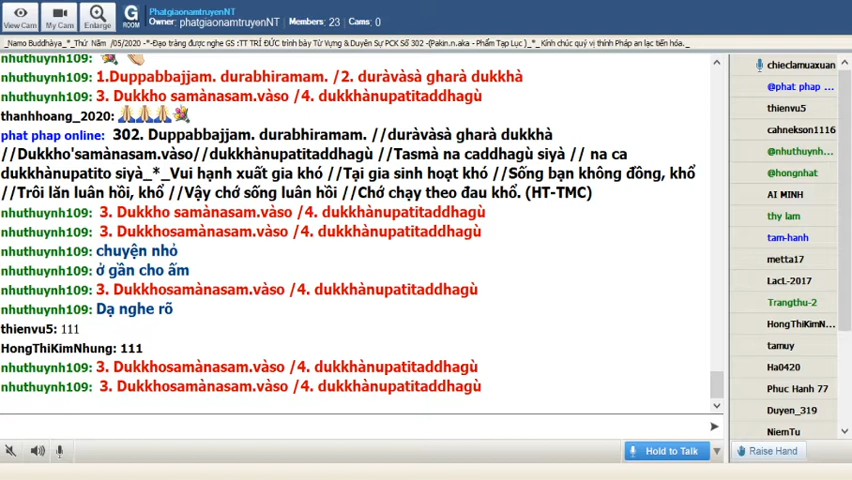 PhatgiaonamtruyenNT
Owner: phatgiaonamtruyenNT Members: 23 Cams: 0
View Cam My Cam Enlarge G ROOM
_Namo Buddhàya_*_Thứ Năm /05/2020 -*-Đạo tràng được nghe GS :TT TRÍ ĐỨC trình bày Từ Vựng & Duyên Sự PCK Số 302 -(Pakin.n.aka - Phẩm Tạp Lục )_*_ Kính chúc quý vị thính Pháp an lạc tiến hóa._
nhuthuynh109:
nhuthuynh109: 1.Duppabbajjam. durabhiramam. /2. duràvàsà gharà dukkhà
nhuthuynh109: 3. Dukkho samànasam.vàso /4. dukkhànupatitaddhagù
thanhhoang_2020:
phat phap online: 302. Duppabbajjam. durabhiramam. //duràvàsà gharà dukkhà
//Dukkho'samànasam.vàso//dukkhànupatitaddhagù //Tasmà na caddhagù siyà // na ca
dukkhànupatito siyà_*_Vui hạnh xuất gia khó //Tại gia sinh hoạt khó //Sống bạn không đồng, khổ
//Trôi lăn luân hồi, khổ //Vậy chớ sống luân hồi //Chớ chạy theo đau khổ. (HT-TMC)
nhuthuynh109: 3. Dukkho samànasam.vàso /4. dukkhànupatitaddhagù
nhuthuynh109: 3. Dukkhosamànasam.vàso /4. dukkhànupatitaddhagù
nhuthuynh109: chuyện nhỏ
nhuthuynh109: ở gần cho ấm
nhuthuynh109: 3. Dukkhosamànasam.vàso /4. dukkhànupatitaddhagù
nhuthuynh109: Dạ nghe rõ
thienvu5: 111
HongThiKimNhung: 111
nhuthuynh109: 3. Dukkhosamànasam.vàso /4. dukkhànupatitaddhagù
nhuthuynh109: 3. Dukkhosamànasam.vàso /4. dukkhànupatitaddhagù
Hold to Talk
Raise Hand
chieclamuaxuan
@phat phap ...
thienvu5
cahnekson1116
@nhuthuynh...
@hongnhat
AI MINH
thy lam
tam-hanh
metta17
LacL-2017
Trangthu-2
HongThiKimN...
tamuy
Ha0420
Phuc Hanh 77
Duyen_319
NiemTu